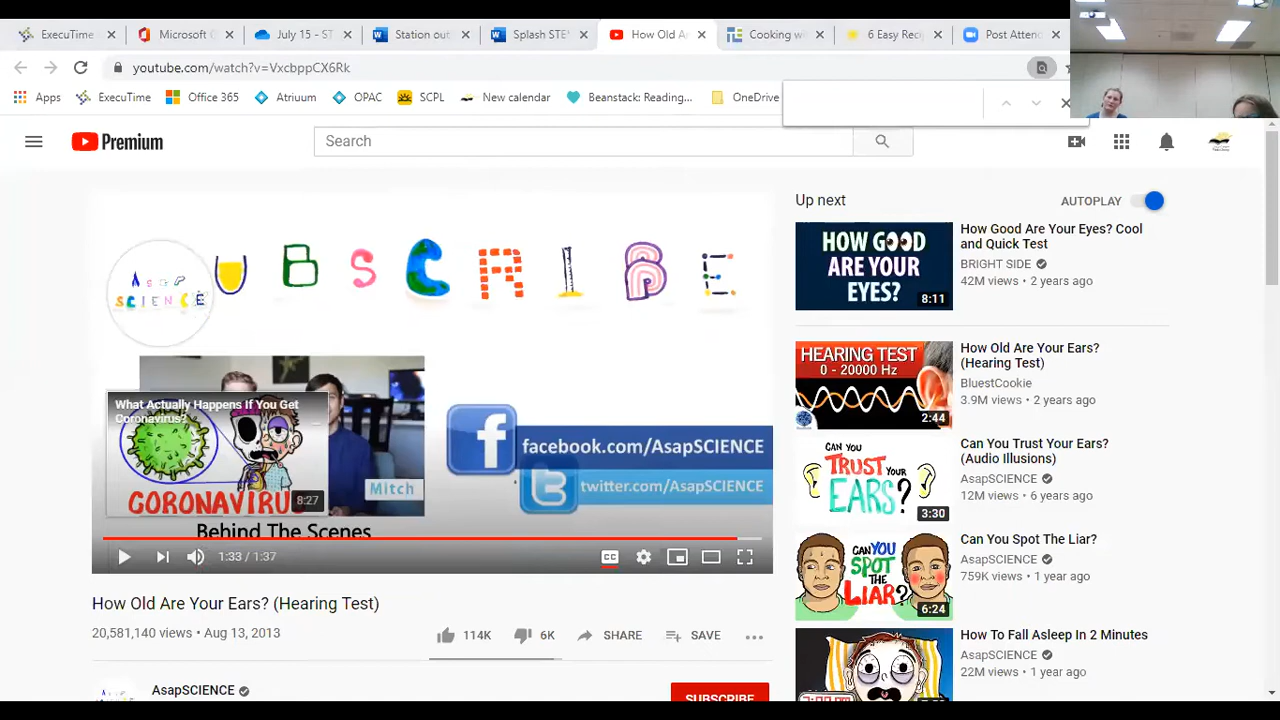 ExecuTime
Microsoft O
July 15 - ST
Station out
Splash STE
How Old A
Cooking wi
6 Easy Reci
Post Attend
youtube.com/watch?v=VxcbppCX6Rk
Apps
ExecuTime
Office 365
Atriuum
OPAC
SCPL
New calendar
Beanstack: Reading...
OneDrive
Premium
Search
Up next
AUTOPLAY
UBSCRIBE
ASAP
SCIENCE
What Actually Happens If You Get
Coronavirus?
CORONAVIRUS
8:27
Mitch
Behind The Scenes
facebook.com/AsapSCIENCE
twitter.com/AsapSCIENCE
1:33 / 1:37
CC
How Old Are Your Ears? (Hearing Test)
20,581,140 views • Aug 13, 2013
114K
6K
SHARE
SAVE
AsapSCIENCE
SUBSCRIBE
HOW GOOD
ARE YOUR
EYES?
8:11
How Good Are Your Eyes? Cool
and Quick Test
BRIGHT SIDE
42M views • 2 years ago
HEARING TEST
0 - 20000 Hz
2:44
How Old Are Your Ears?
(Hearing Test)
BluestCookie
3.9M views • 2 years ago
CAN YOU
TRUST YOUR
EARS?
3:30
Can You Trust Your Ears?
(Audio Illusions)
AsapSCIENCE
12M views • 6 years ago
CAN YOU
SPOT
THE
LIAR?
6:24
Can You Spot The Liar?
AsapSCIENCE
759K views • 1 year ago
How To Fall Asleep In 2 Minutes
AsapSCIENCE
22M views • 1 year ago